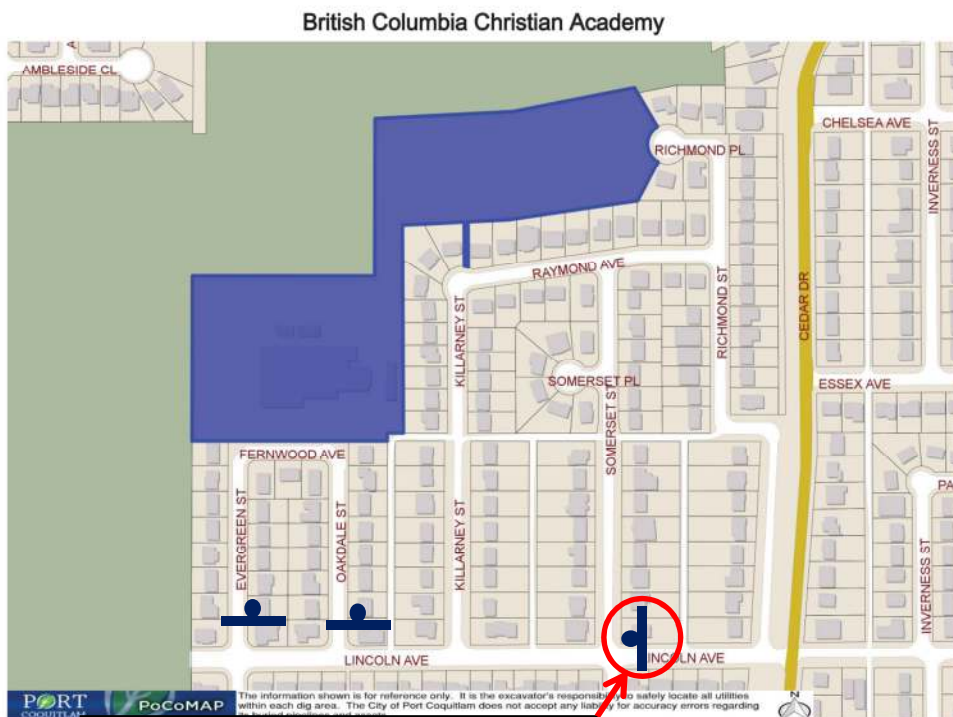 British Columbia Christian Academy
AMBLESIDE CL
A
CHELSEA AVE
INVERNESS ST
RICHMOND PL
RAYMOND AVE
CEDAR DR
KILLARNEY ST
RICHMOND ST
SOMERSET PL
ESSEX AVE
SOMERSET ST
FERNWOOD AVE
PA
EVERGREEN ST
OAKDALE ST
KILLARNEY ST
INVERNESS ST
LINCOLN AVE
INCOLN AVE
PORT
COQUITLAM
PoCoMAP
The information shown is for reference only. It is the excavator's responsibility to safely locate all utilities
within each dig area. The City of Port Coquitlam does not accept any liability for accuracy errors regarding
N